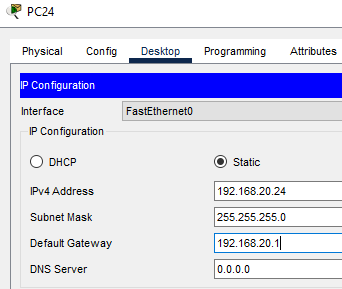 PC24
Physical Config Desktop Programming Attributes
IP Configuration
Interface FastEthernet0
IP Configuration
DHCP Static
IPv4 Address 192.168.20.24
Subnet Mask 255.255.255.0
Default Gateway 192.168.20.1
DNS Server 0.0.0.0